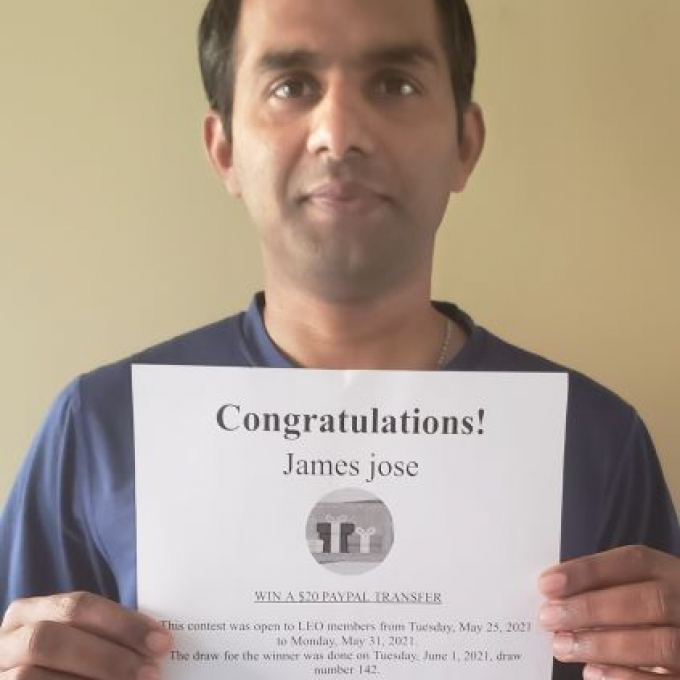 Congratulations!
James jose
WIN A $20 PAYPAL TRANSFER
This contest was open to LEO members from Tuesday, May 25, 2021
to Monday, May 31, 2021.
The draw for the winner was done on Tuesday, June 1, 2021, draw
number 142.